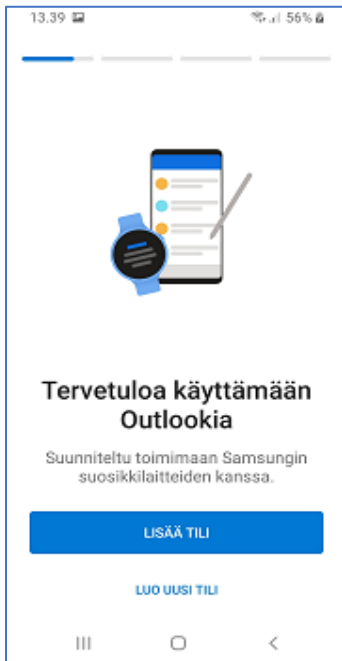 13.39 56%
Tervetuloa käyttämään
Outlookia
Suunniteltu toimimaan Samsungin
suosikkilaitteiden kanssa.
LISÄÄ TILI
LUO UUSI TILI